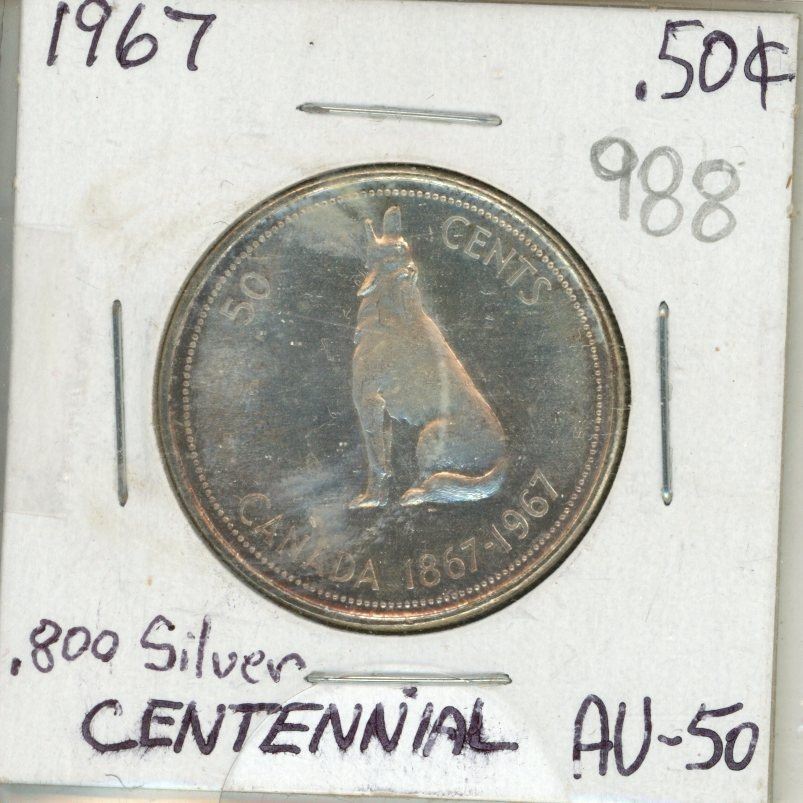 1967 .50¢
988
50 CENTS
CANADA 1867-1967
.800 Silver
CENTENNIAL AU-50